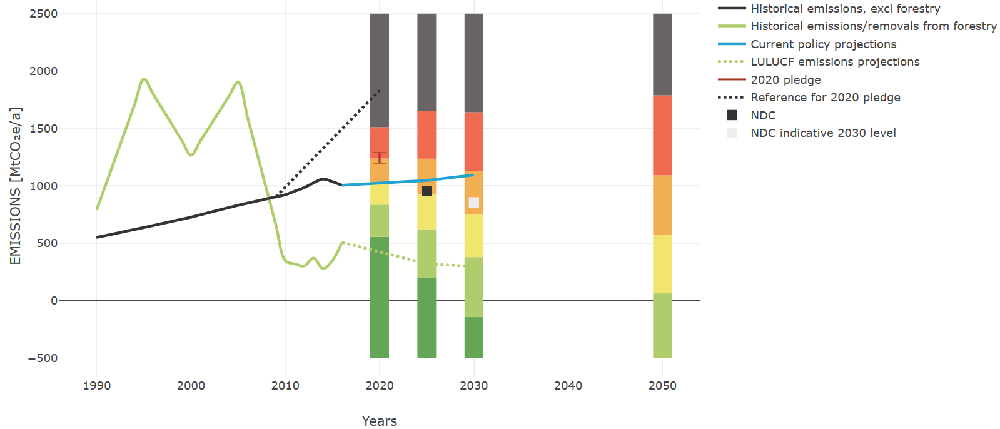 2500
2000
1500
1000
500
0
−500
EMISSIONS [MtCO₂e/a]
1990
2000
2010
2020
2030
2040
2050
Years
Historical emissions, excl forestry
Historical emissions/removals from forestry
Current policy projections
LULUCF emissions projections
2020 pledge
Reference for 2020 pledge
NDC
NDC indicative 2030 level